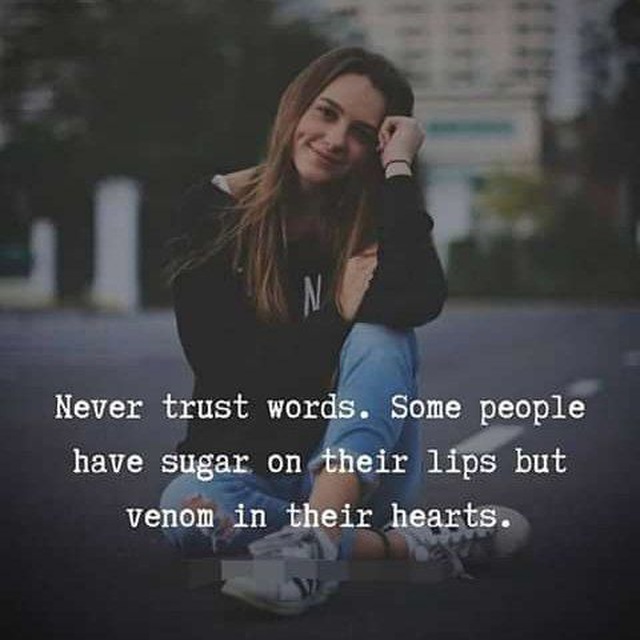 N
Never trust words. Some people
have sugar on their lips but
venom in their hearts.